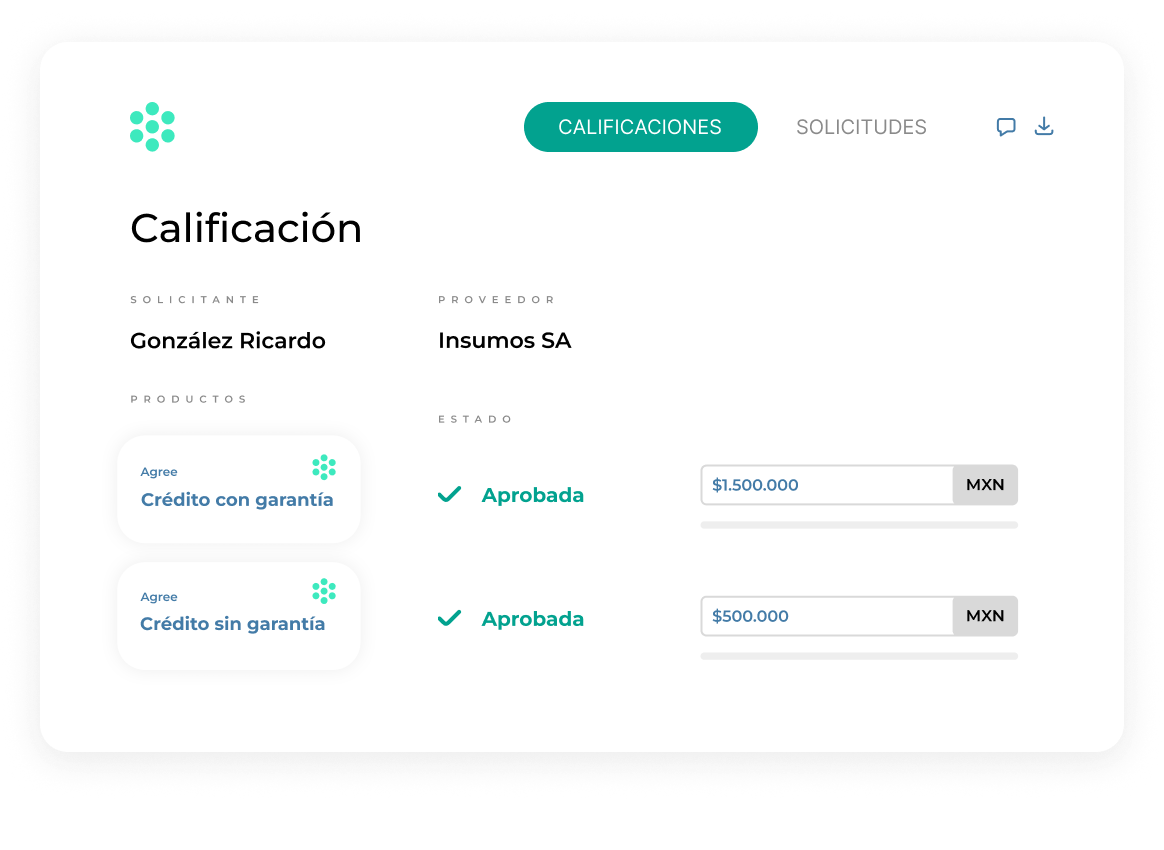 CALIFICACIONES
SOLICITUDES
Calificación
SOLICITANTE
PROVEEDOR
González Ricardo
Insumos SA
PRODUCTOS
ESTADO
Agree
Crédito con garantía
Aprobada
$1.500.000
MXN
Agree
Crédito sin garantía
Aprobada
$500.000
MXN